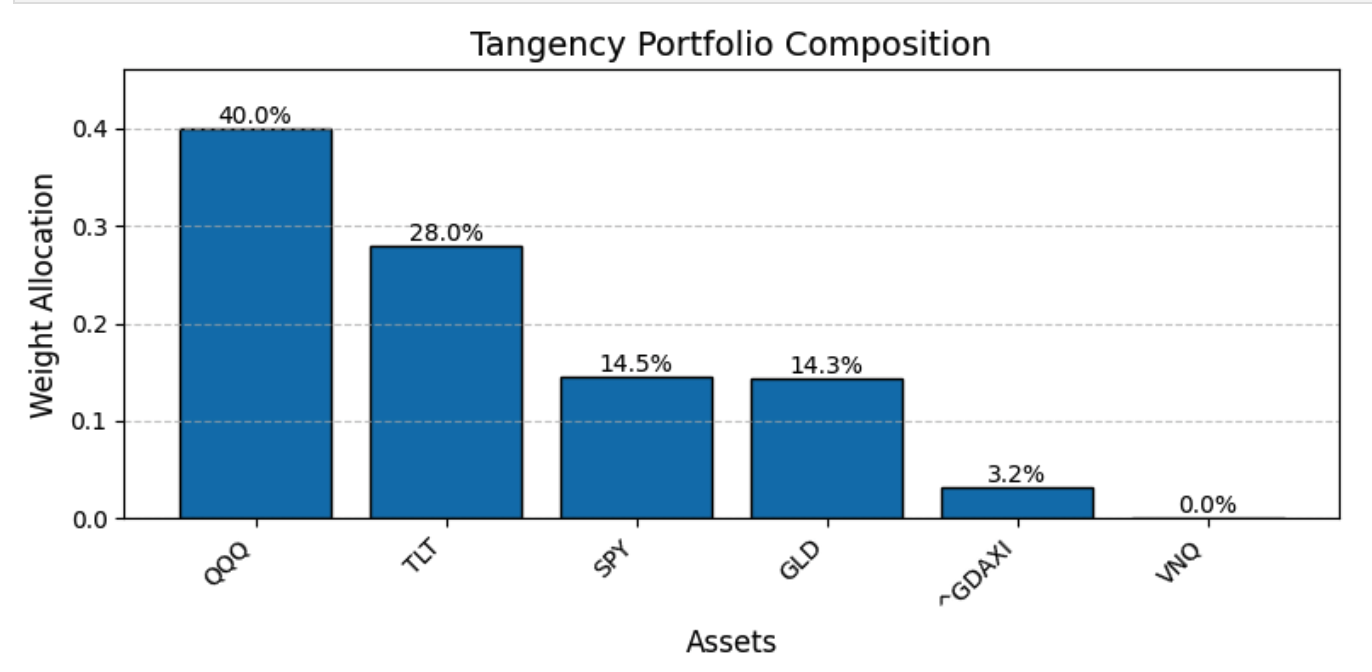 Tangency Portfolio Composition
Weight Allocation
0.4
0.3
0.2
0.1
0.0
40.0%
28.0%
14.5%
14.3%
3.2%
0.0%
QQQ
TLT
SPY
GLD
^GDAXI
VNQ
Assets